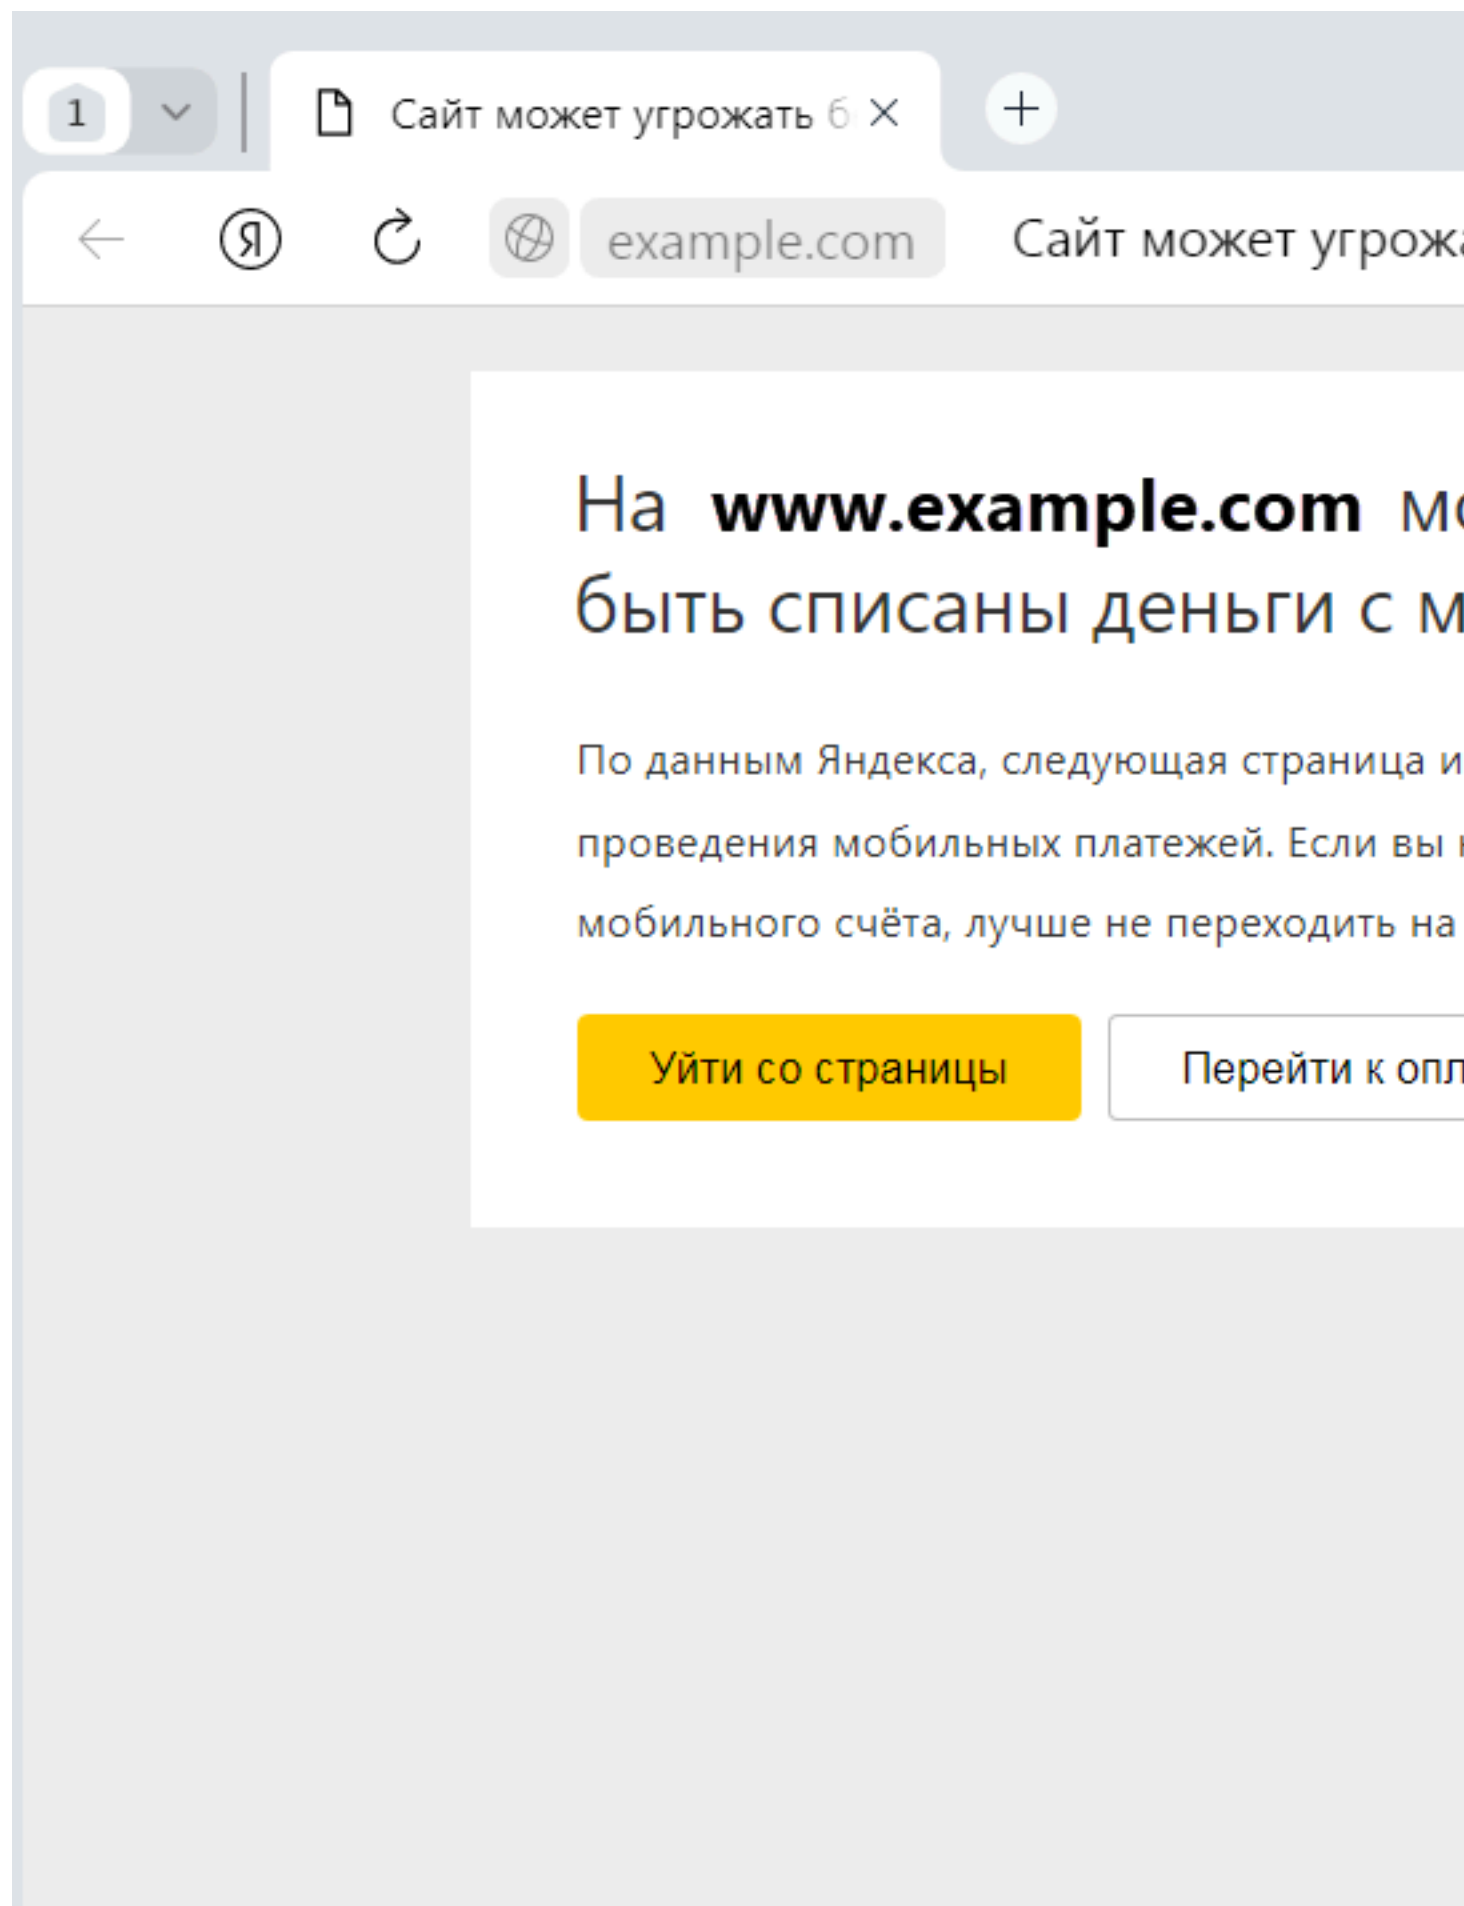 1
Сайт может угрожать
Я
example.com Сайт может
На www.example.com
быть списаны деньги с
По данным Яндекса, следующая страница
проведения мобильных платежей. Если вы
мобильного счёта, лучше не переходить на
Уйти со страницы
Перейти к